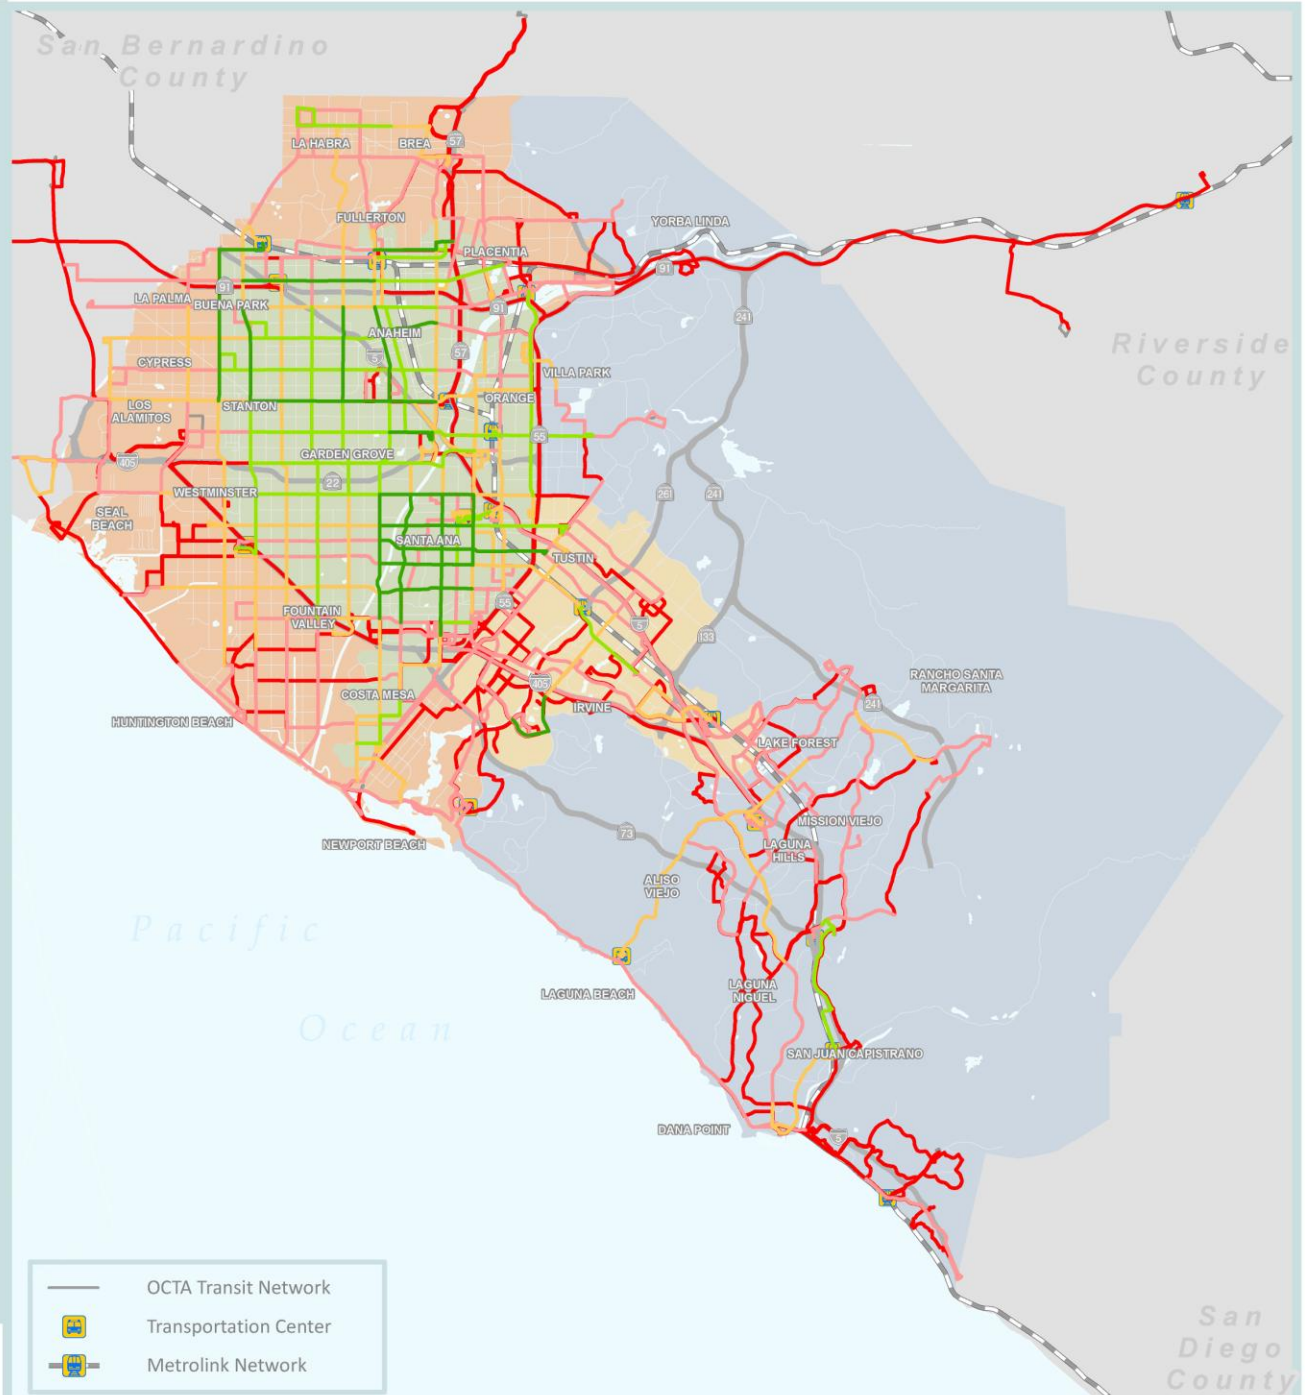 San Bernardino
County
LA HABRA
BREA
57
FULLERTON
YORBA LINDA
PLACENTIA
91
LA PALMA
91
BUENA PARK
91
241
ANAHEIM
5
57
CYPRESS
VILLA PARK
Riverside
County
LOS
ALAMITOS
STANTON
ORANGE
55
GARDEN GROVE
405
22
WESTMINSTER
261
241
SEAL
BEACH
SANTA ANA
TUSTIN
FOUNTAIN
VALLEY
55
5
133
RANCHO SANTA
MARGARITA
COSTA MESA
405
IRVINE
241
HUNTINGTON BEACH
LAKE FOREST
MISSION VIEJO
NEWPORT BEACH
73
LAGUNA
HILLS
ALISO
VIEJO
Pacific
LAGUNA BEACH
LAGUNA
NIGUEL
Ocean
SAN JUAN CAPISTRANO
DANA POINT
5
OCTA Transit Network
Transportation Center
Metrolink Network
San
Diego
County